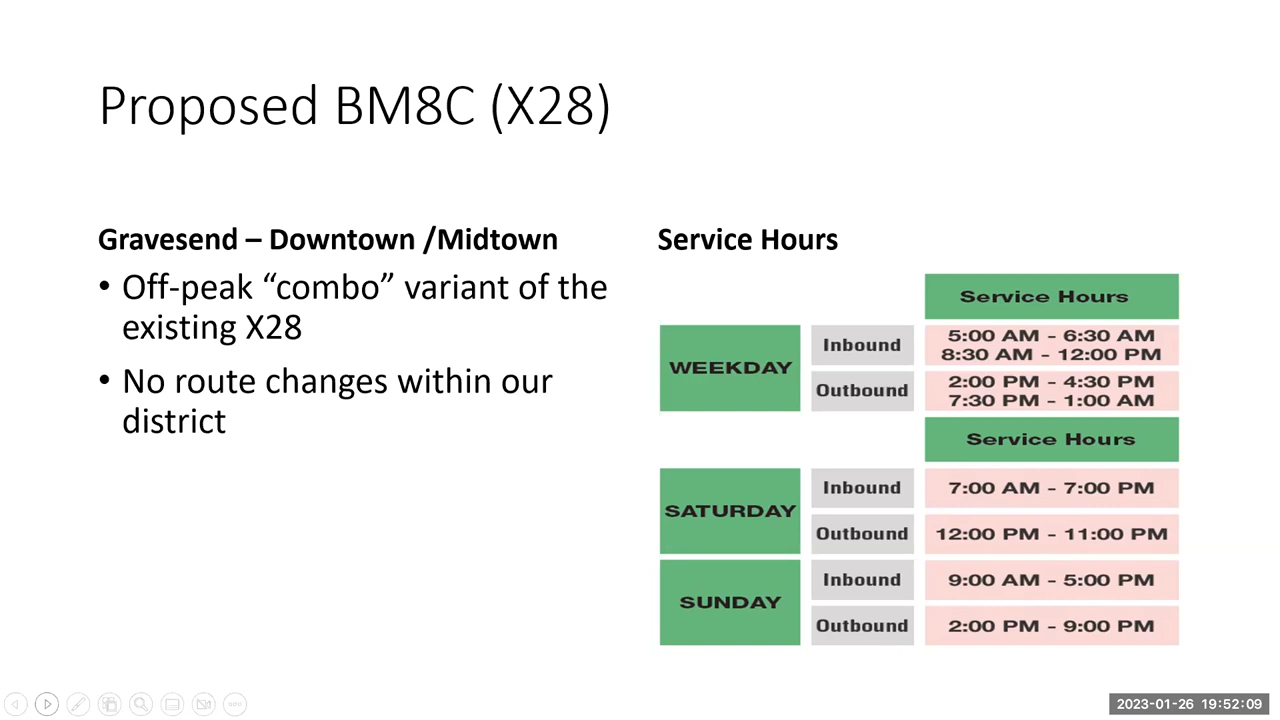 Proposed BM8C (X28)
Gravesend – Downtown /Midtown
• Off-peak “combo” variant of the
existing X28
• No route changes within our
district
Service Hours
Service Hours
WEEKDAY
Inbound
5:00 AM - 6:30 AM
8:30 AM - 12:00 PM
Outbound
2:00 PM - 4:30 PM
7:30 PM - 1:00 AM
Service Hours
SATURDAY
Inbound
7:00 AM - 7:00 PM
Outbound
12:00 PM - 11:00 PM
SUNDAY
Inbound
9:00 AM - 5:00 PM
Outbound
2:00 PM - 9:00 PM
2023-01-26 19:52:09